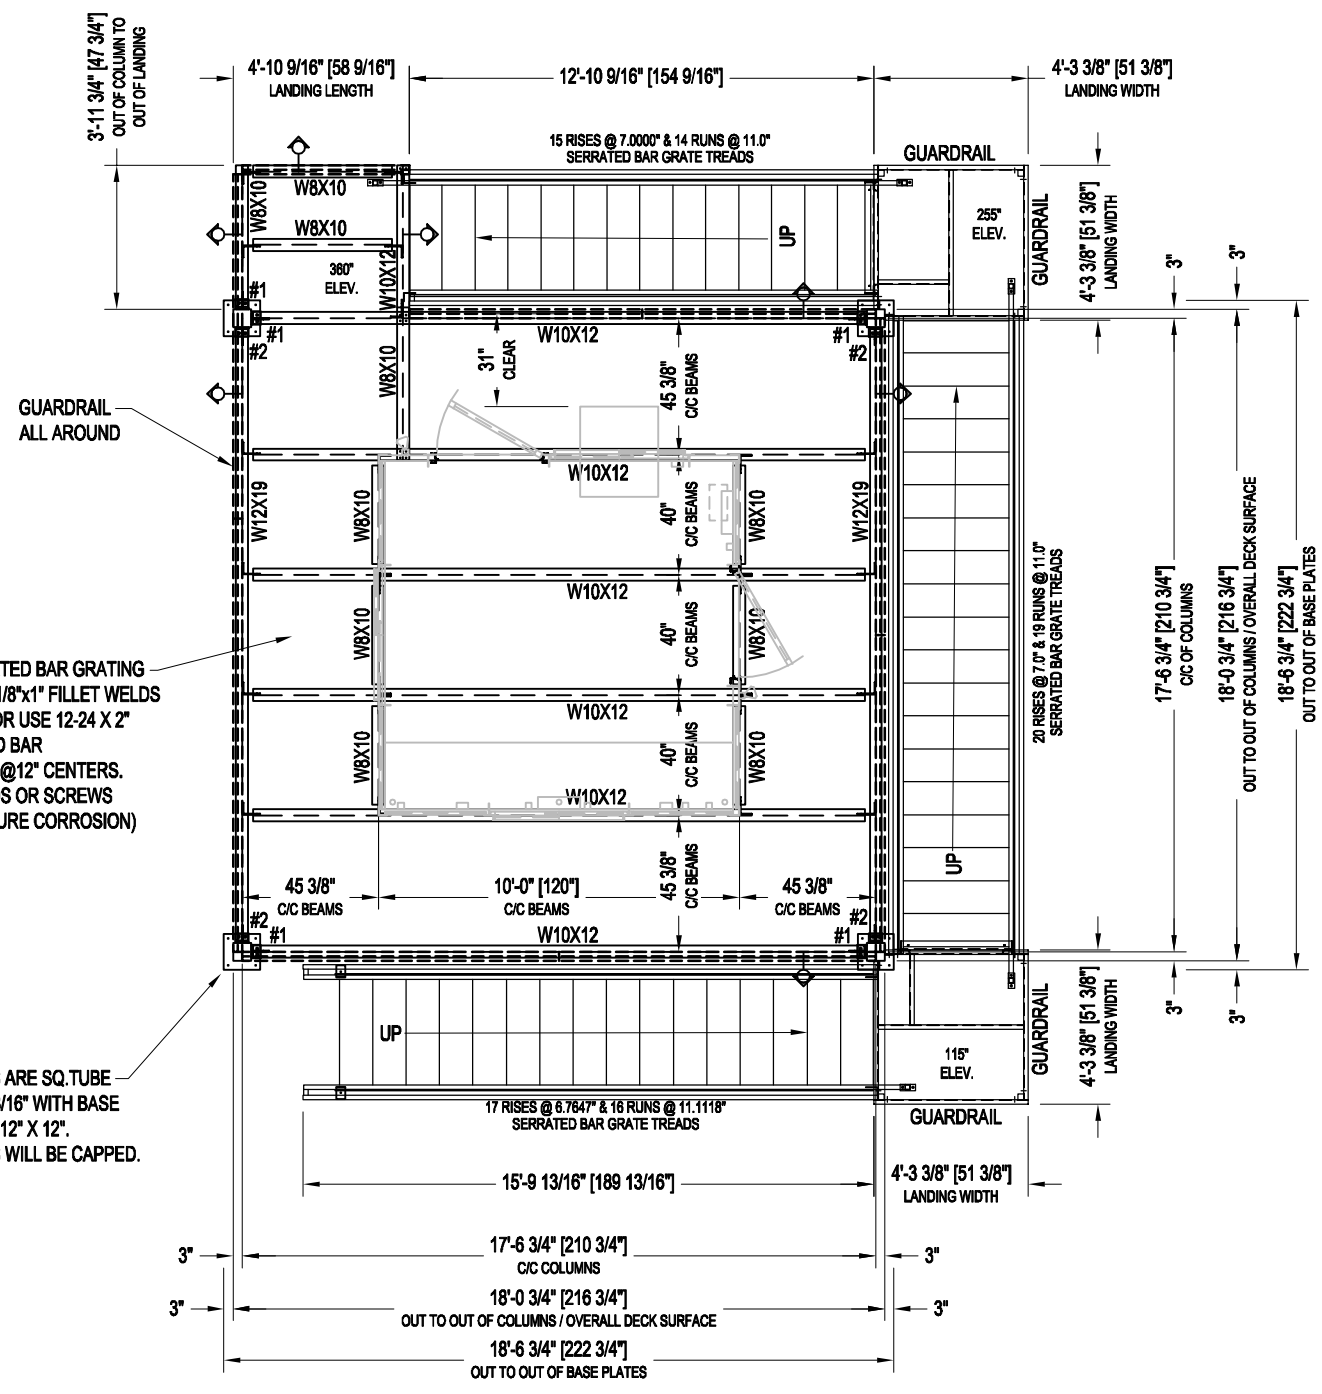 3'-11 3/4" [47 3/4"]
OUT OF COLUMN TO
OUT OF LANDING
4'-10 9/16" [58 9/16"]
LANDING LENGTH
12'-10 9/16" [154 9/16"]
4'-3 3/8" [51 3/8"]
LANDING WIDTH
15 RISES @ 7.0000" & 14 RUNS @ 11.0"
SERRATED BAR GRATE TREADS
GUARDRAIL
GUARDRAIL
4'-3 3/8" [51 3/8"]
LANDING WIDTH
W8X10
W8X10
W8X10
W10X12
360"
ELEV.
UP
255"
ELEV.
3"
3"
#1
#1
#2
W8X10
31"
CLEAR
W10X12
45 3/8"
C/C BEAMS
#1
#2
GUARDRAIL
ALL AROUND
W12X19
W8X10
W10X12
40"
C/C BEAMS
W8X10
W12X19
W10X12
W8X10
40"
C/C BEAMS
W8X10
W10X12
W8X10
40"
C/C BEAMS
W8X10
W10X12
20 RISES @ 7.0" & 19 RUNS @ 11.0"
SERRATED BAR GRATE TREADS
UP
17'-6 3/4" [210 3/4"]
C/C OF COLUMNS
18'-0 3/4" [216 3/4"]
OUT TO OUT OF COLUMNS / OVERALL DECK SURFACE
18'-6 3/4" [222 3/4"]
OUT TO OUT OF BASE PLATES
TED BAR GRATING
1/8"x1" FILLET WELDS
OR USE 12-24 X 2"
D BAR
@12" CENTERS.
S OR SCREWS
URE CORROSION)
45 3/8"
C/C BEAMS
10'-0" [120"]
C/C BEAMS
45 3/8"
C/C BEAMS
45 3/8"
C/C BEAMS
#2
#1
W10X12
#2
#1
3"
3"
UP
115"
ELEV.
GUARDRAIL
4'-3 3/8" [51 3/8"]
LANDING WIDTH
GUARDRAIL
ARE SQ.TUBE
/16" WITH BASE
12" X 12".
WILL BE CAPPED.
17 RISES @ 6.7647" & 16 RUNS @ 11.1118"
SERRATED BAR GRATE TREADS
15'-9 13/16" [189 13/16"]
4'-3 3/8" [51 3/8"]
LANDING WIDTH
3"
17'-6 3/4" [210 3/4"]
C/C COLUMNS
3"
3"
18'-0 3/4" [216 3/4"]
OUT TO OUT OF COLUMNS / OVERALL DECK SURFACE
3"
18'-6 3/4" [222 3/4"]
OUT TO OUT OF BASE PLATES